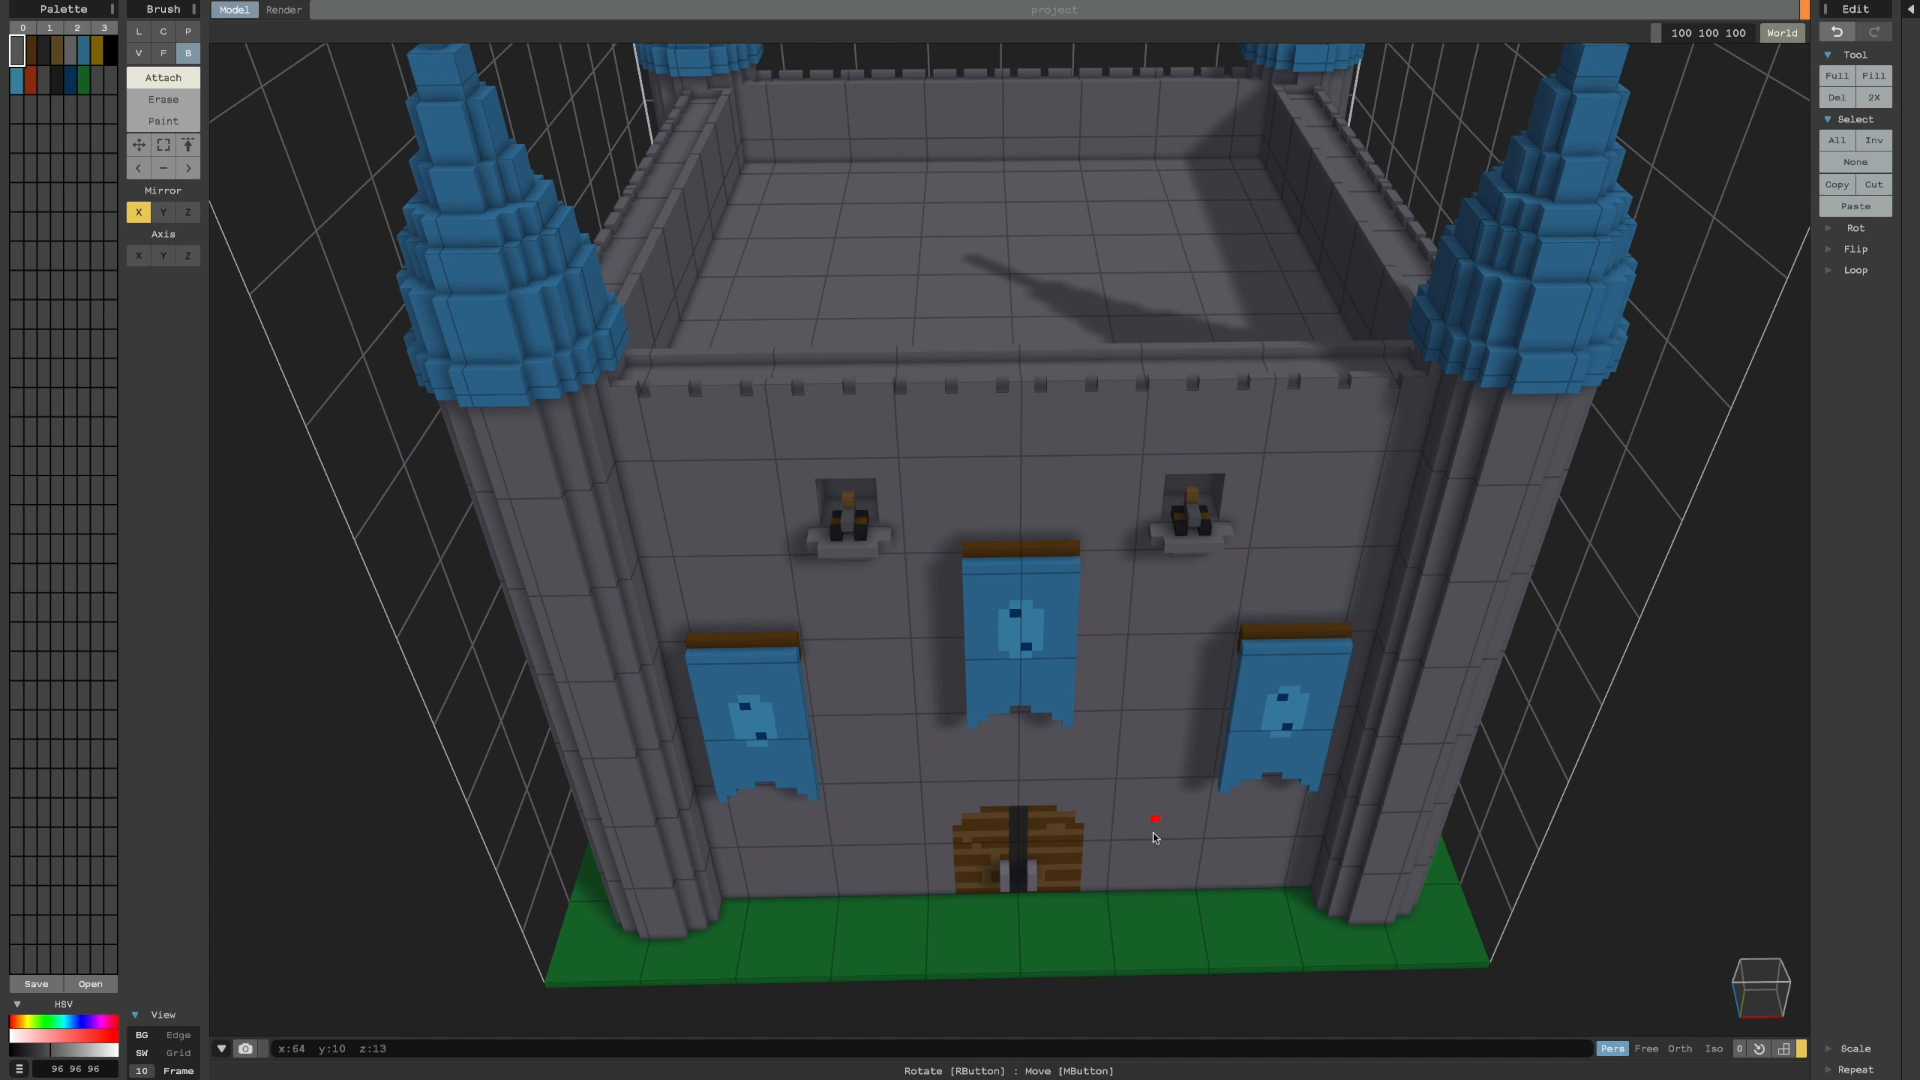 Palette
0 1 2 3
Save Open
HSV
96 96 96
Brush
L C P
V F B
Attach
Erase
Paint
< − >
Mirror
X Y Z
Axis
X Y Z
View
BG Edge
SW Grid
10 Frame
Model Render project
100 100 100 World
x:64 y:10 z:13
Pers Free Orth Iso 0
Rotate [RButton] : Move [MButton]
Edit
Tool
Full Fill
Del 2X
Select
All Inv
None
Copy Cut
Paste
Rot
Flip
Loop
Scale
Repeat